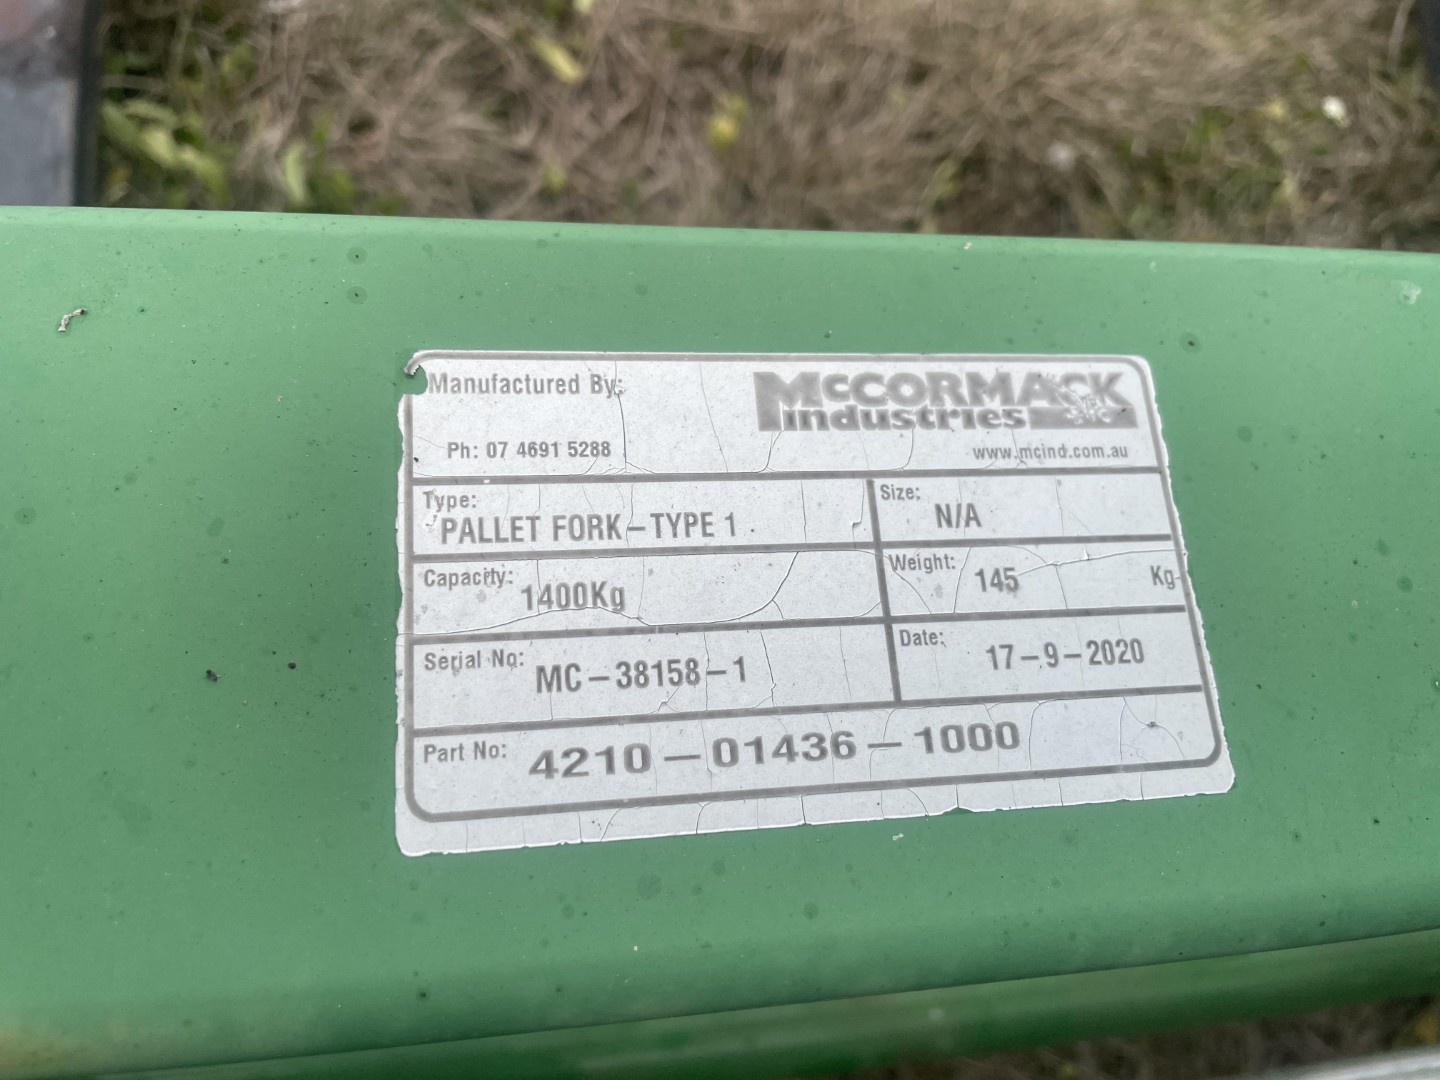 Manufactured By:
McCORMACK
industries
Ph: 07 4691 5288
www.mcind.com.au
Type:
PALLET FORK-TYPE 1
Size:
N/A
Capacity:
1400Kg
Weight:
145 Kg
Serial No:
MC-38158-1
Date:
17-9-2020
Part No: 4210-01436-1000